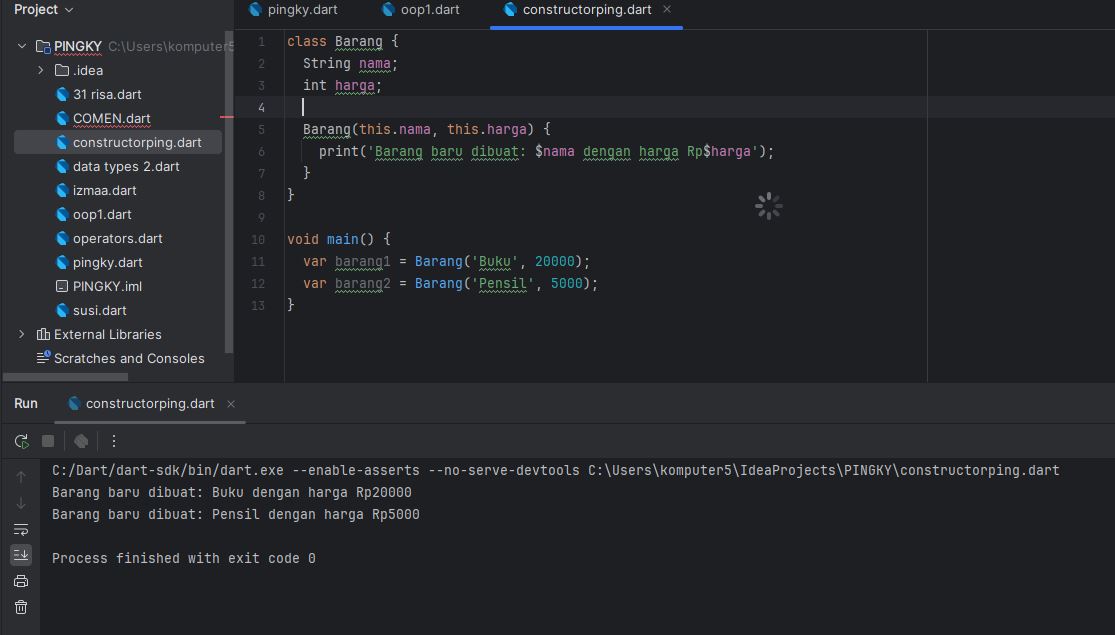 Project
pingky.dart
oop1.dart
constructorping.dart
PINGKY C:\Users\komputer5
.idea
31 risa.dart
COMEN.dart
constructorping.dart
data types 2.dart
izmaa.dart
oop1.dart
operators.dart
pingky.dart
PINGKY.iml
susi.dart
External Libraries
Scratches and Consoles
1 class Barang {
2 String nama;
3 int harga;
4
5 Barang(this.nama, this.harga) {
6 print('Barang baru dibuat: $nama dengan harga Rp$harga');
7 }
8 }
9
10 void main() {
11 var barang1 = Barang('Buku', 20000);
12 var barang2 = Barang('Pensil', 5000);
13 }
Run
constructorping.dart
C:/Dart/dart-sdk/bin/dart.exe --enable-asserts --no-serve-devtools C:\Users\komputer5\IdeaProjects\PINGKY\constructorping.dart
Barang baru dibuat: Buku dengan harga Rp20000
Barang baru dibuat: Pensil dengan harga Rp5000
Process finished with exit code 0